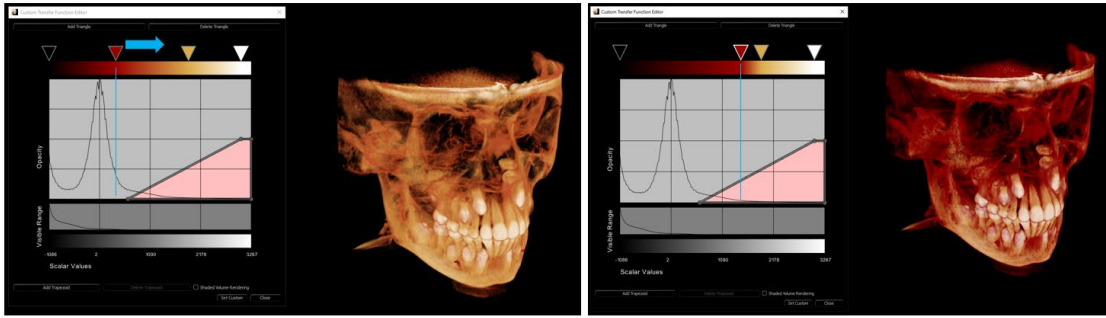 Custom Transfer Function Editor
Add Triangle
Delete Triangle
Opacity
Visible Range
-1086
2
1090
2178
3267
Scalar Values
Add Trapezoid
Delete Trapezoid
Shaded Volume Rendering
Set Custom
Close
Custom Transfer Function Editor
Add Triangle
Delete Triangle
Opacity
Visible Range
-1086
2
1090
2178
3267
Scalar Values
Add Trapezoid
Delete Trapezoid
Shaded Volume Rendering
Set Custom
Close